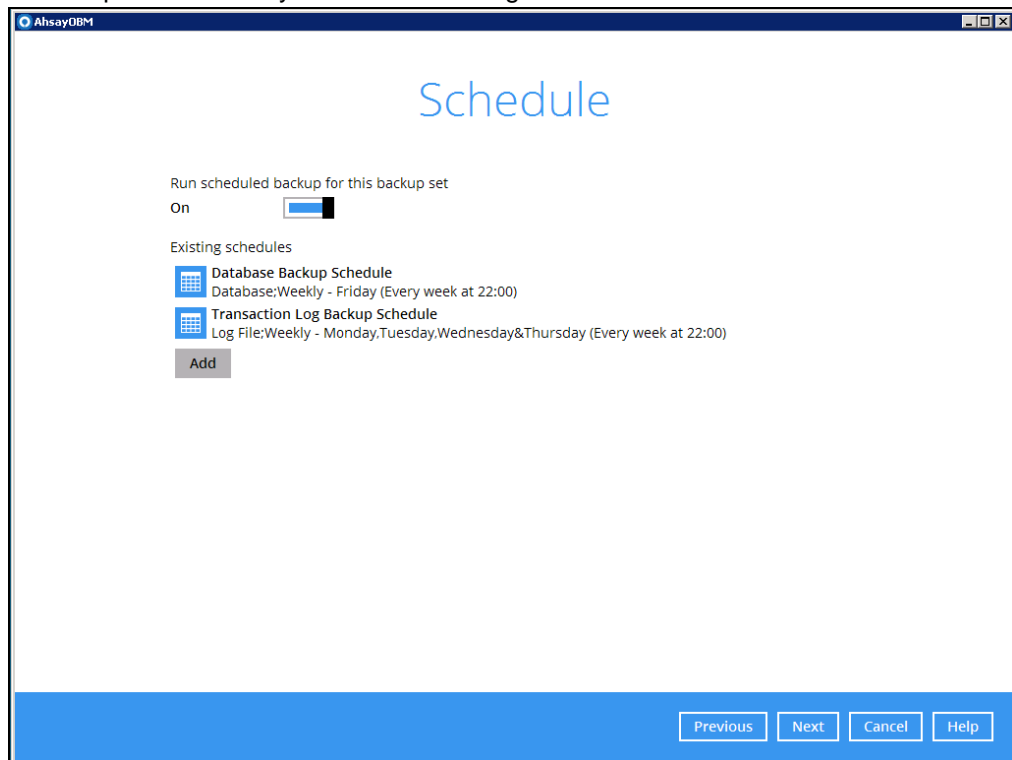 AhsayOBM
Schedule
Run scheduled backup for this backup set
On
Existing schedules
Database Backup Schedule
Database;Weekly - Friday (Every week at 22:00)
Transaction Log Backup Schedule
Log File;Weekly - Monday,Tuesday,Wednesday&Thursday (Every week at 22:00)
Add
Previous Next Cancel Help